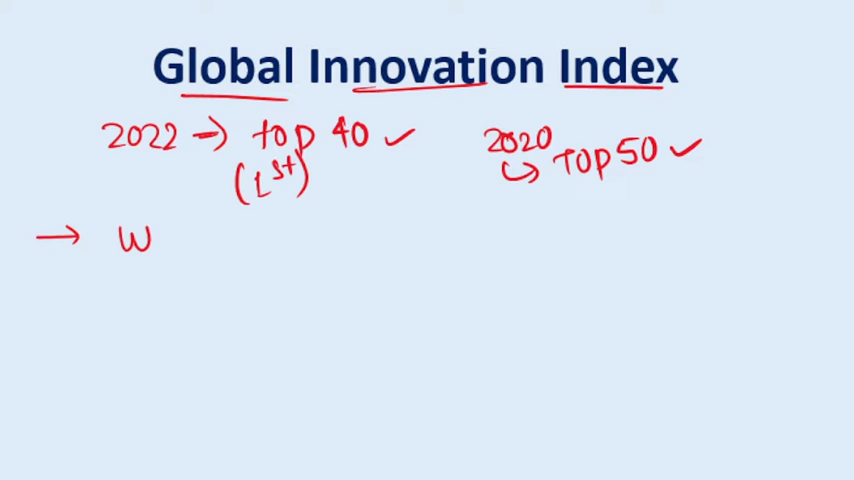 Global Innovation Index
2022 → top 40 ✓
(1st)
2020
↪ TOP 50 ✓
→ W